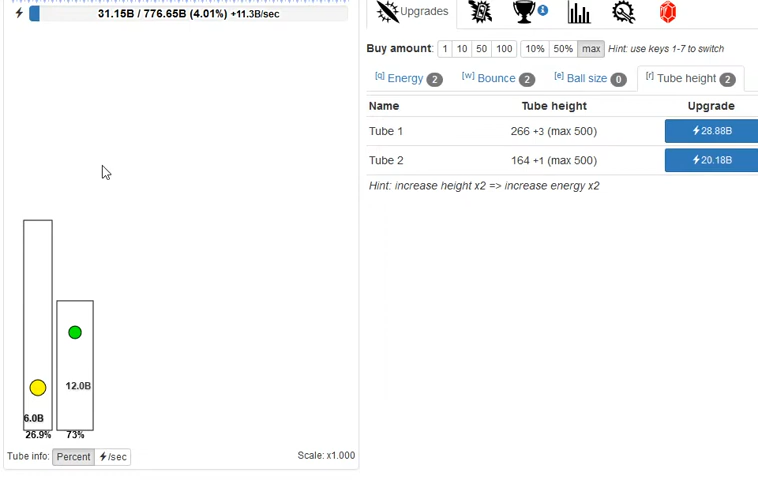 31.15B / 776.65B (4.01%) +11.3B/sec
Upgrades
Buy amount: 1 10 50 100 10% 50% max Hint: use keys 1-7 to switch
[q] Energy 2 [w] Bounce 2 [e] Ball size 0 [r] Tube height 2
Name Tube height Upgrade
Tube 1 266 +3 (max 500) 28.88B
Tube 2 164 +1 (max 500) 20.18B
Hint: increase height x2 => increase energy x2
12.0B
6.0B
26.9% 73%
Tube info: Percent /sec Scale: x1.000